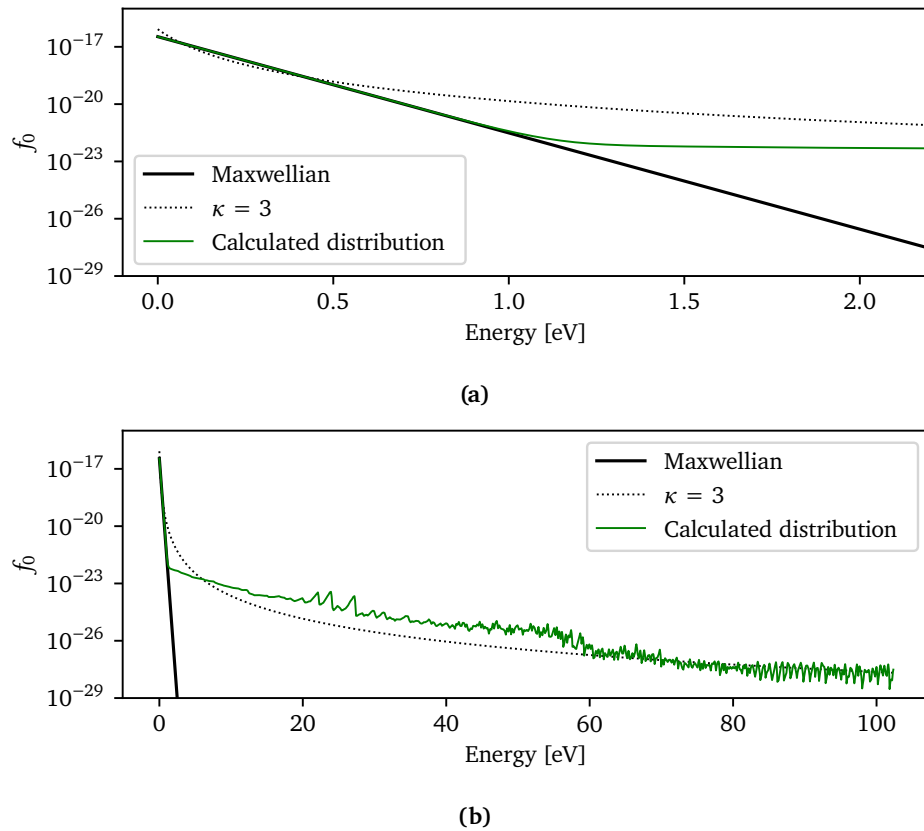 10⁻¹⁷
10⁻²⁰
10⁻²³
10⁻²⁶
10⁻²⁹
f₀
Maxwellian
κ = 3
Calculated distribution
0.0 0.5 1.0 1.5 2.0
Energy [eV]
(a)
10⁻¹⁷
10⁻²⁰
10⁻²³
10⁻²⁶
10⁻²⁹
f₀
Maxwellian
κ = 3
Calculated distribution
0 20 40 60 80 100
Energy [eV]
(b)